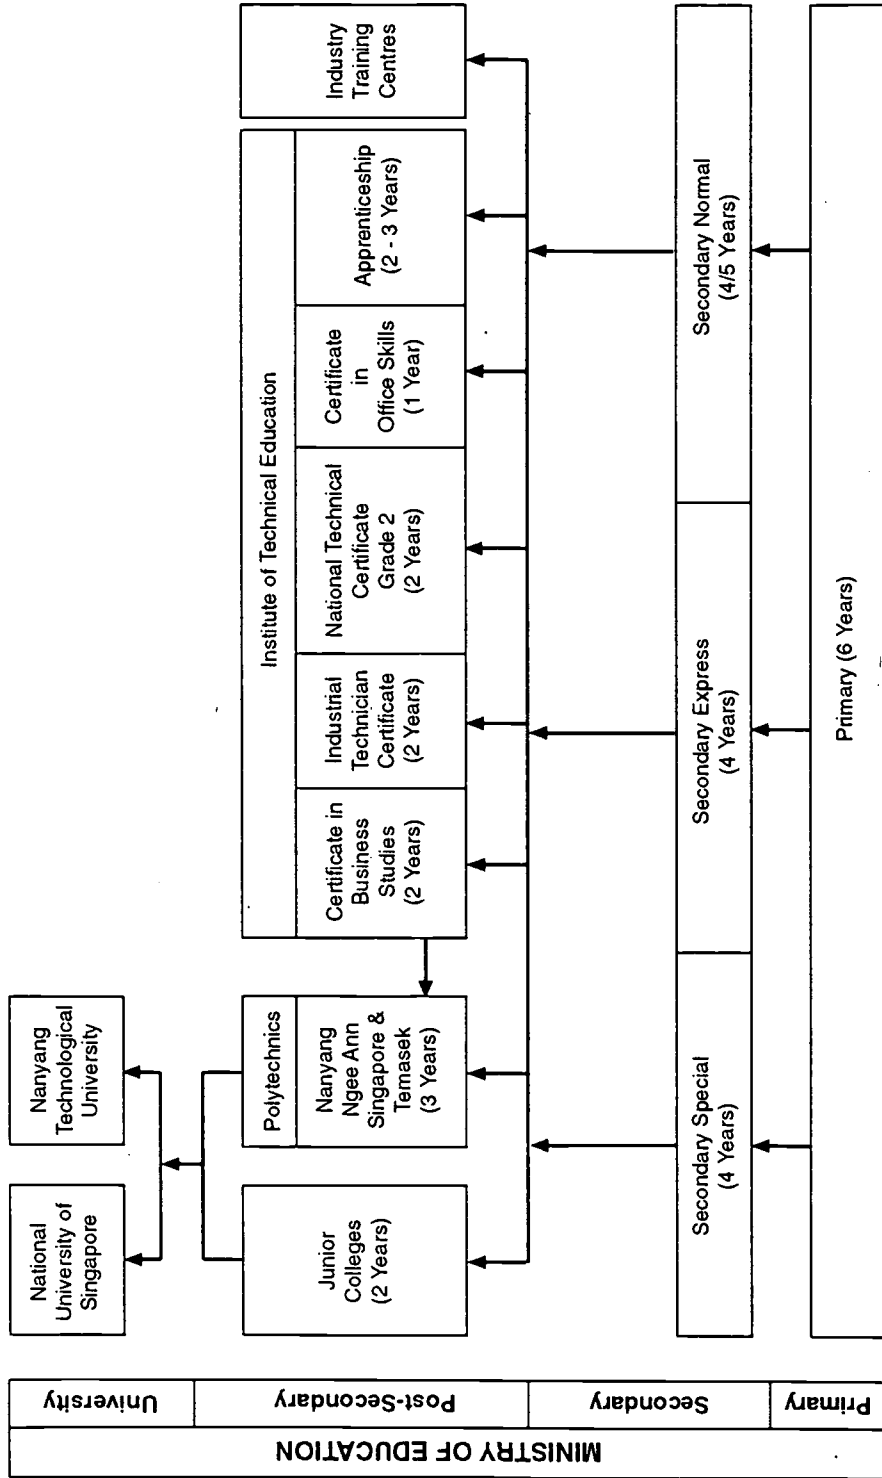 MINISTRY OF EDUCATION
University
Post-Secondary
Secondary
Primary
National
University of
Singapore
Nanyang
Technological
University
Junior
Colleges
(2 Years)
Polytechnics
Nanyang
Ngee Ann
Singapore &
Temasek
(3 Years)
Institute of Technical Education
Certificate in
Business
Studies
(2 Years)
Industrial
Technician
Certificate
(2 Years)
National Technical
Certificate
Grade 2
(2 Years)
Certificate
in
Office Skills
(1 Year)
Apprenticeship
(2 - 3 Years)
Industry
Training
Centres
Secondary Special
(4 Years)
Secondary Express
(4 Years)
Secondary Normal
(4/5 Years)
Primary (6 Years)